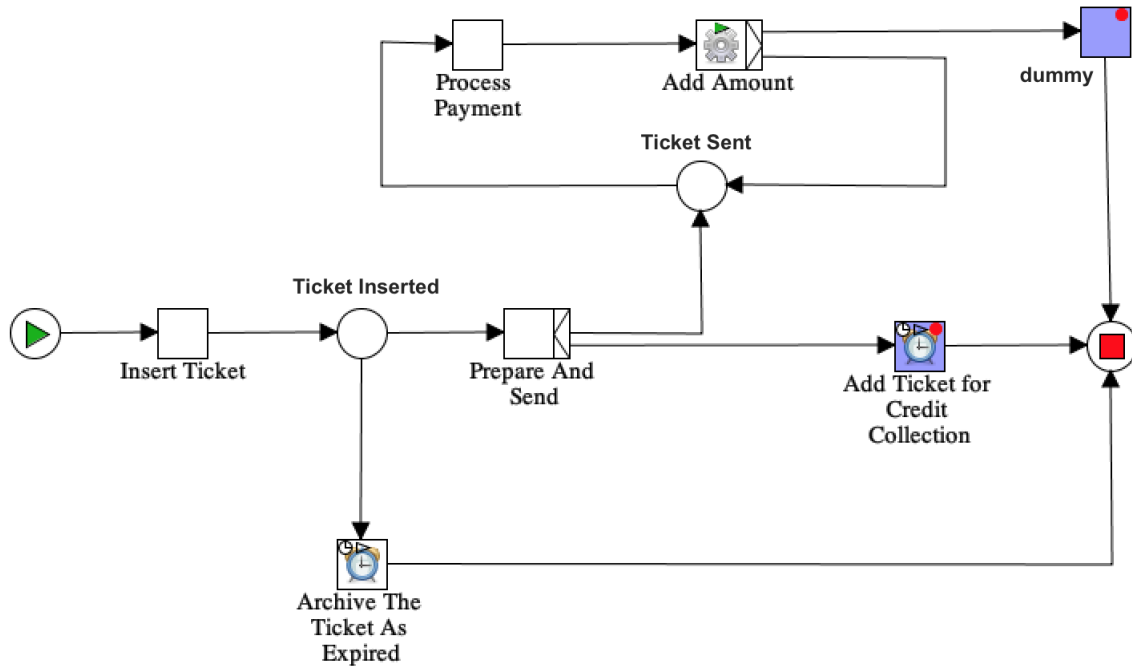 Process
Payment
Add Amount
dummy
Ticket Sent
Ticket Inserted
Insert Ticket
Prepare And
Send
Add Ticket for
Credit
Collection
Archive The
Ticket As
Expired